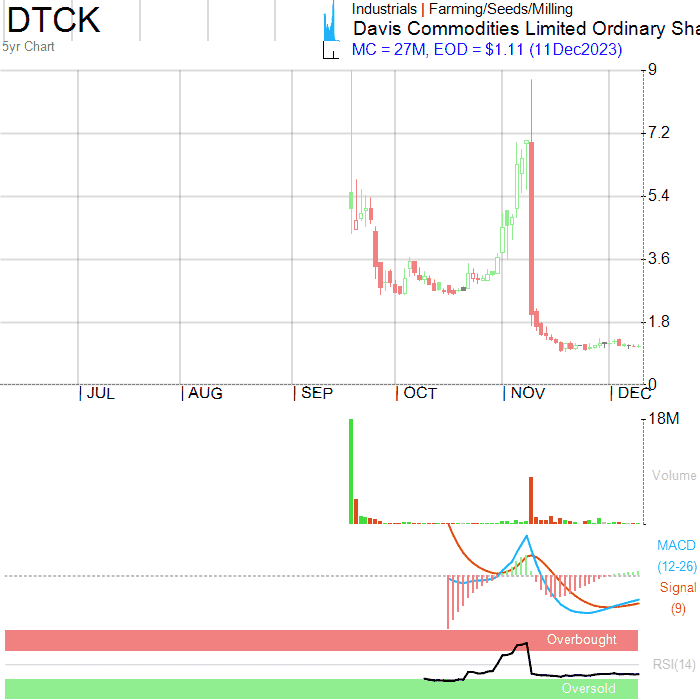 DTCK
Industrials | Farming/Seeds/Milling
Davis Commodities Limited Ordinary Sha
5yr Chart
MC = 27M, EOD = $1.11 (11Dec2023)
9
7.2
5.4
3.6
1.8
0
| JUL | AUG | SEP | OCT | NOV | DEC
18M
Volume
MACD
(12-26)
Signal
(9)
Overbought
RSI(14)
Oversold